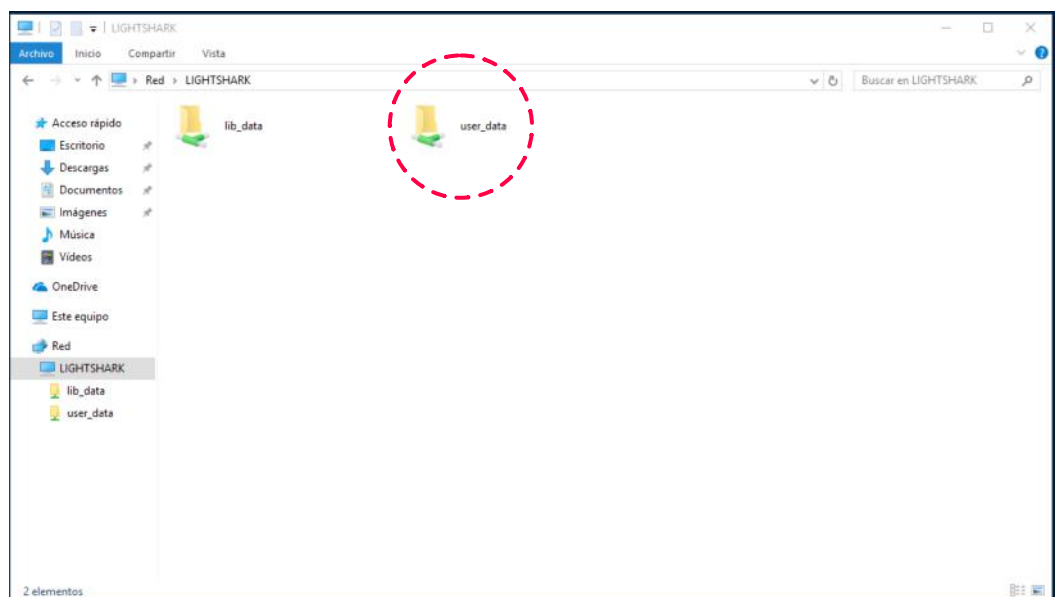 LIGHTSHARK
Archivo Inicio Compartir Vista
Red › LIGHTSHARK Buscar en LIGHTSHARK
Acceso rápido
Escritorio
Descargas
Documentos
Imágenes
Música
Vídeos
OneDrive
Este equipo
Red
LIGHTSHARK
lib_data
user_data
lib_data user_data
2 elementos